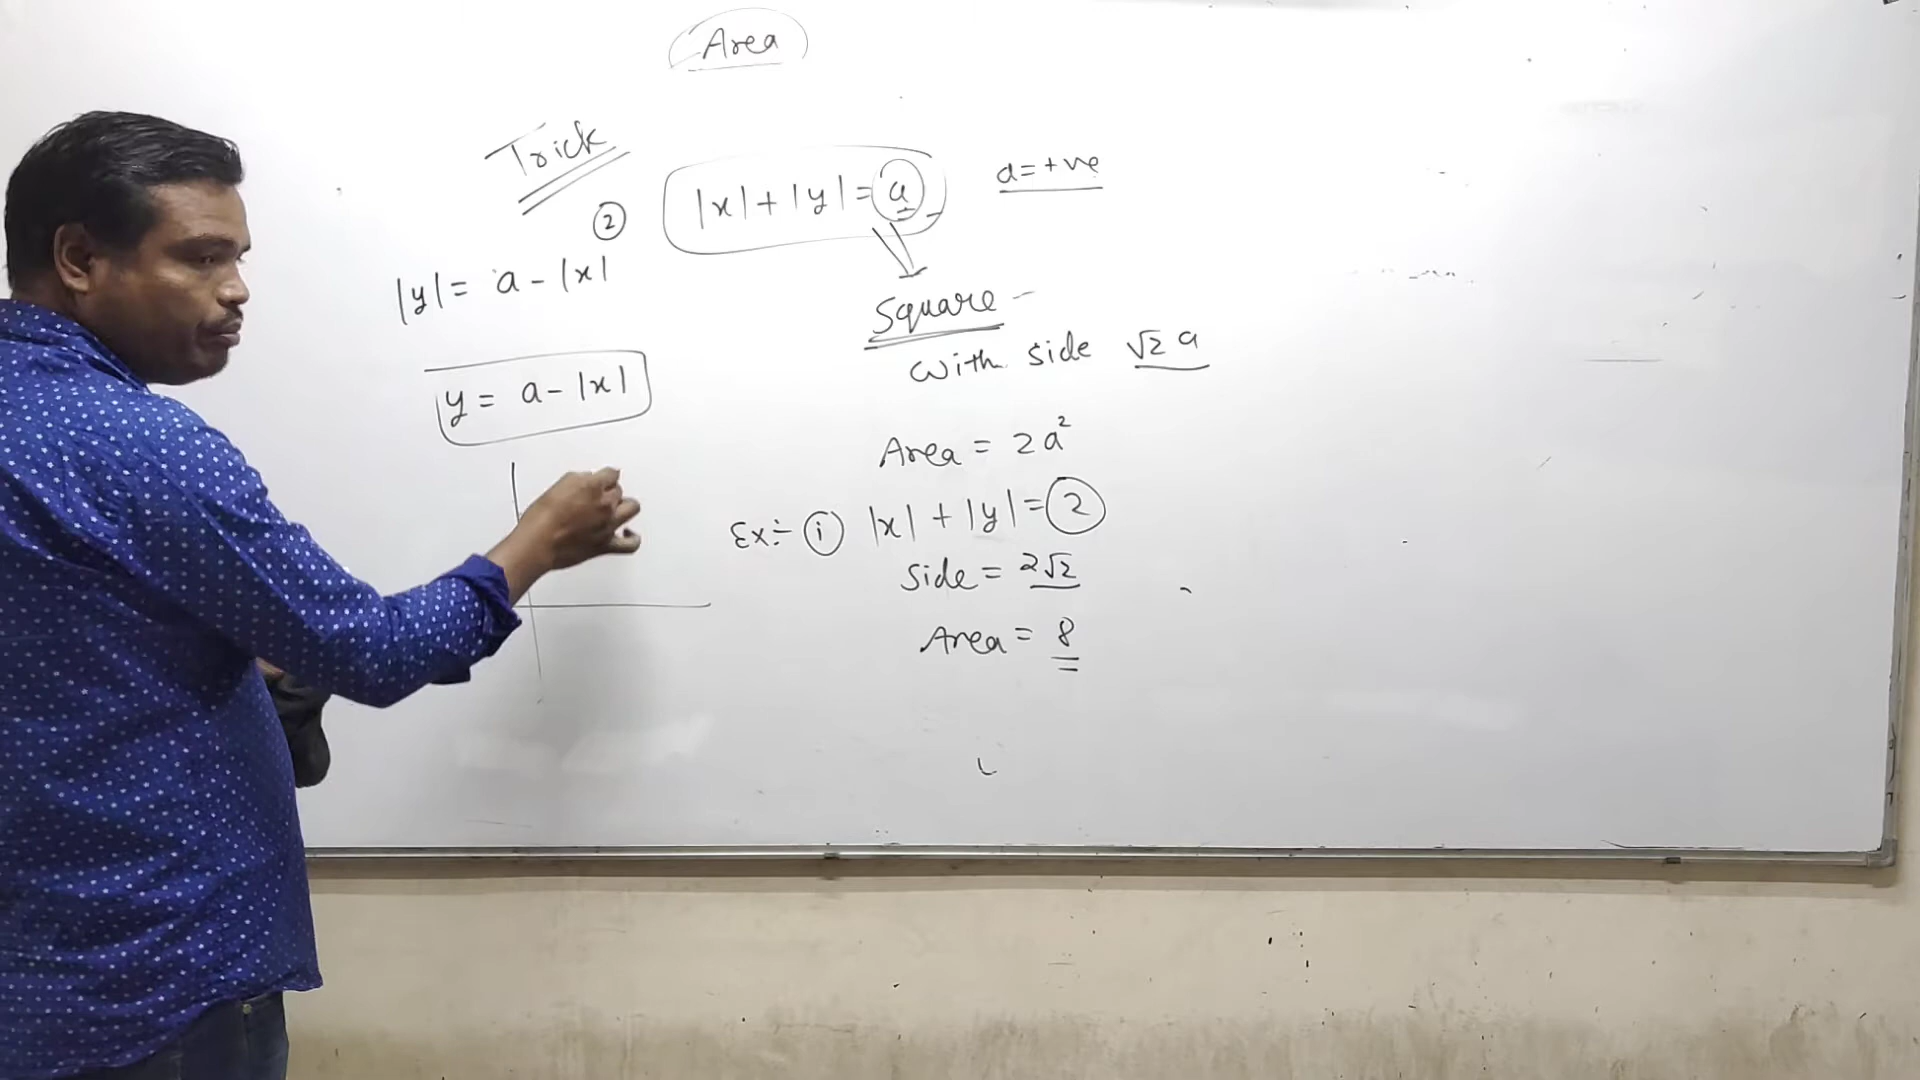 Area
Trick
② |x| + |y| = a a = +ve
|y| = a - |x|
Square -
with side √2 a
y = a - |x|
Area = 2a²
Ex:- ① |x| + |y| = 2
Side = 2√2
Area = 8